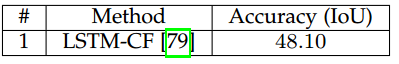 # Method Accuracy (IoU)
1 LSTM-CF [79] 48.10